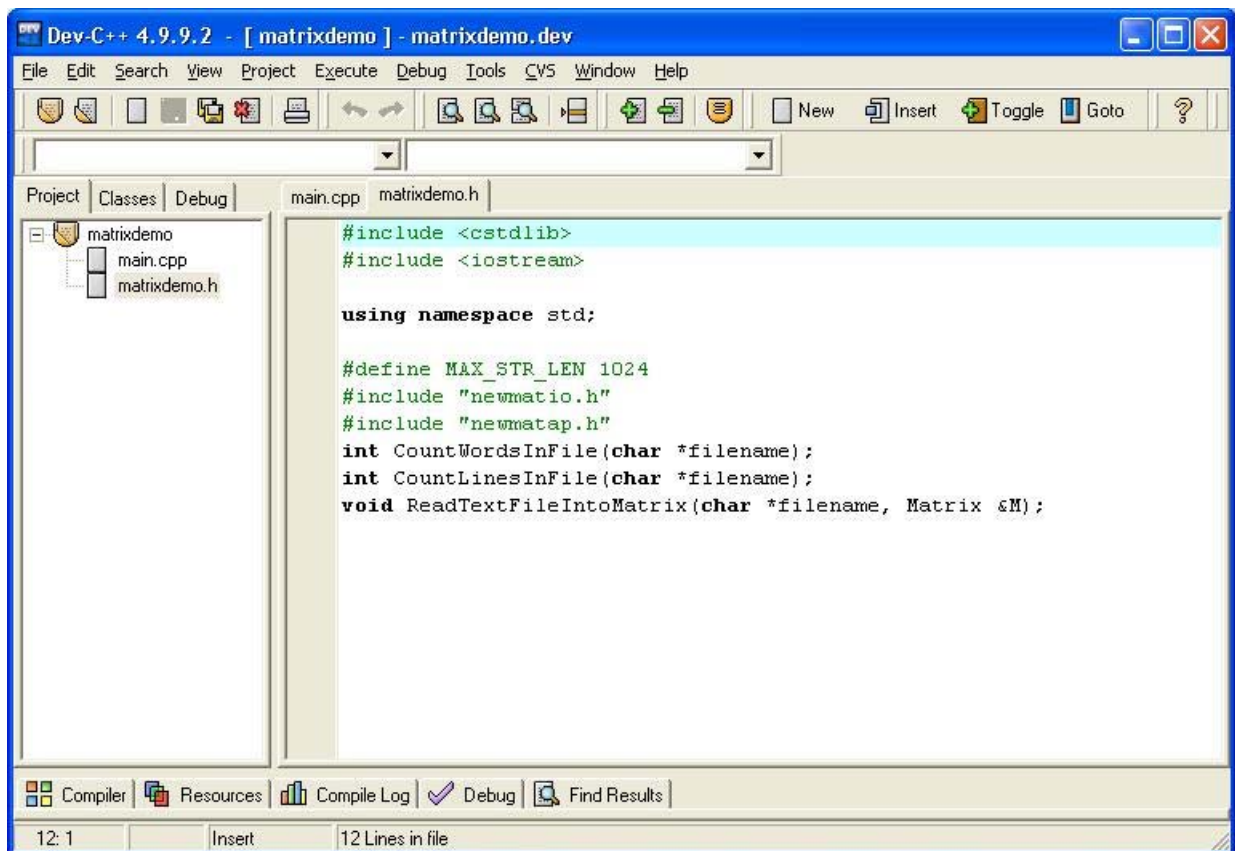 Dev-C++ 4.9.9.2 - [ matrixdemo ] - matrixdemo.dev
File Edit Search View Project Execute Debug Tools CVS Window Help
New Insert Toggle Goto
Project Classes Debug
main.cpp matrixdemo.h
matrixdemo
main.cpp
matrixdemo.h
#include <cstdlib>
#include <iostream>
using namespace std;
#define MAX_STR_LEN 1024
#include "newmatio.h"
#include "newmatap.h"
int CountWordsInFile(char *filename);
int CountLinesInFile(char *filename);
void ReadTextFileIntoMatrix(char *filename, Matrix &M);
Compiler Resources Compile Log Debug Find Results
12: 1 Insert 12 Lines in file